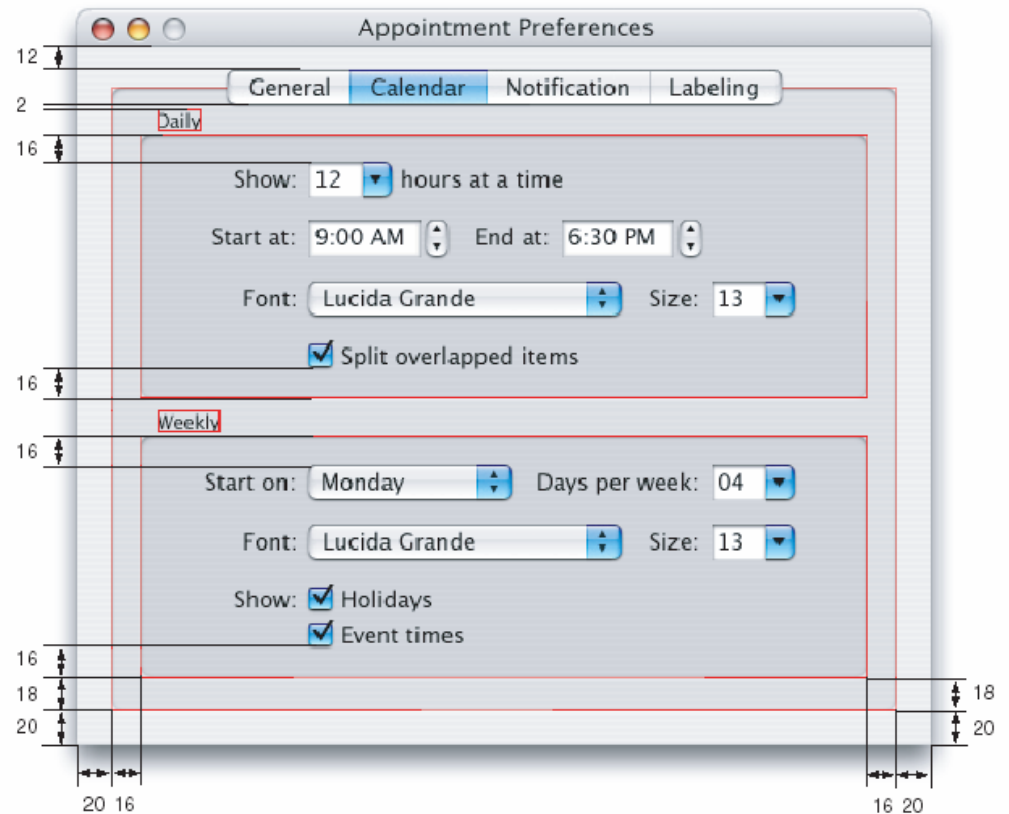 Appointment Preferences
12
General Calendar Notification Labeling
2
Daily
16
Show: 12 hours at a time
Start at: 9:00 AM End at: 6:30 PM
Font: Lucida Grande Size: 13
Split overlapped items
16
Weekly
16
Start on: Monday Days per week: 04
Font: Lucida Grande Size: 13
Show: Holidays
Event times
16
18 18
20 20
20 16 16 20